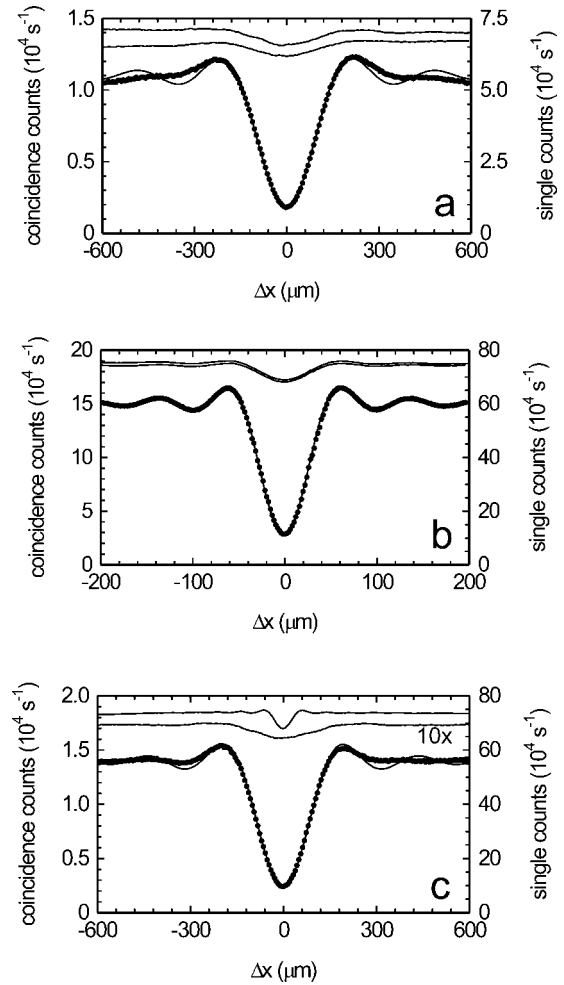 coincidence counts (10⁴ s⁻¹)
1.5
1.0
0.5
0
7.5
5.0
2.5
0
single counts (10⁴ s⁻¹)
a
-600 -300 0 300 600
Δx (μm)
coincidence counts (10⁴ s⁻¹)
20
15
10
5
0
80
60
40
20
0
single counts (10⁴ s⁻¹)
b
-200 -100 0 100 200
Δx (μm)
coincidence counts (10⁴ s⁻¹)
2.0
1.5
1.0
0.5
0
80
60
40
20
0
single counts (10⁴ s⁻¹)
10x
c
-600 -300 0 300 600
Δx (μm)